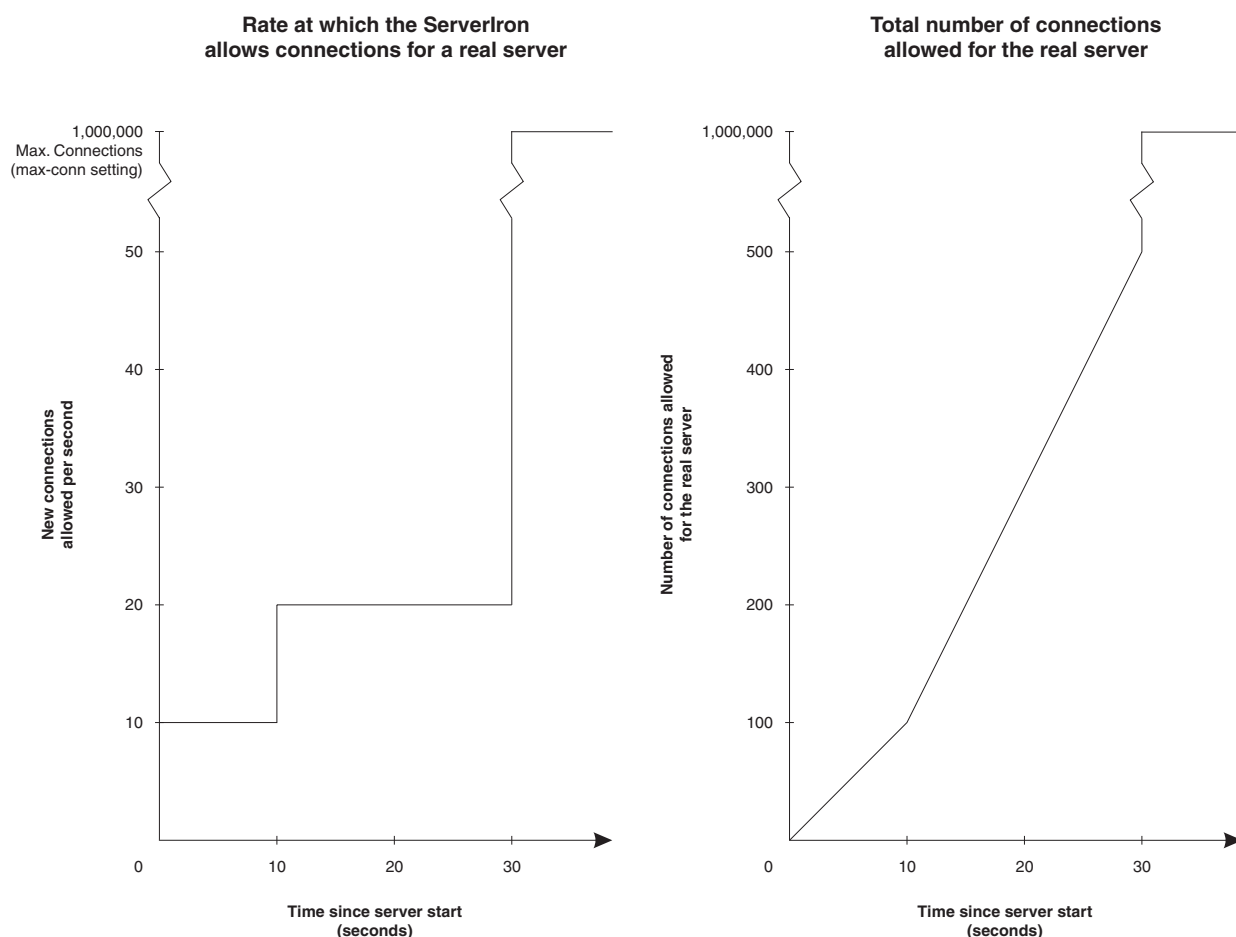 Rate at which the ServerIron
allows connections for a real server
1,000,000
Max. Connections
(max-conn setting)
50
40
30
20
10
New connections
allowed per second
0
10
20
30
Time since server start
(seconds)
Total number of connections
allowed for the real server
1,000,000
500
400
300
200
100
Number of connections allowed
for the real server
0
10
20
30
Time since server start
(seconds)